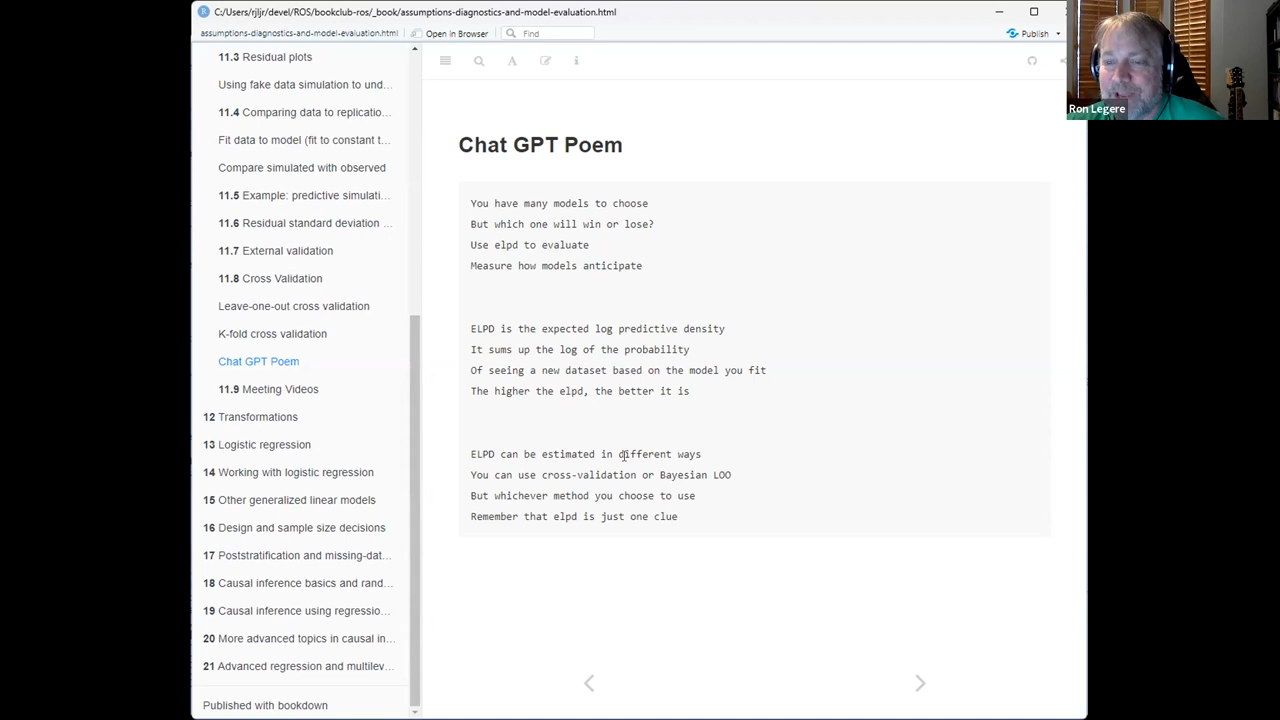 C:/Users/rjljr/devel/ROS/bookclub-ros/_book/assumptions-diagnostics-and-model-evaluation.html
assumptions-diagnostics-and-model-evaluation.html
Open in Browser
Find
Publish
Ron Legere
11.3 Residual plots
Using fake data simulation to und...
11.4 Comparing data to replicatio...
Fit data to model (fit to constant t...
Compare simulated with observed
11.5 Example: predictive simulati...
11.6 Residual standard deviation ...
11.7 External validation
11.8 Cross Validation
Leave-one-out cross validation
K-fold cross validation
Chat GPT Poem
11.9 Meeting Videos
12 Transformations
13 Logistic regression
14 Working with logistic regression
15 Other generalized linear models
16 Design and sample size decisions
17 Poststratification and missing-dat...
18 Causal inference basics and rand...
19 Causal inference using regressio...
20 More advanced topics in causal in...
21 Advanced regression and multilev...
Published with bookdown
Chat GPT Poem
You have many models to choose
But which one will win or lose?
Use elpd to evaluate
Measure how models anticipate
ELPD is the expected log predictive density
It sums up the log of the probability
Of seeing a new dataset based on the model you fit
The higher the elpd, the better it is
ELPD can be estimated in different ways
You can use cross-validation or Bayesian LOO
But whichever method you choose to use
Remember that elpd is just one clue